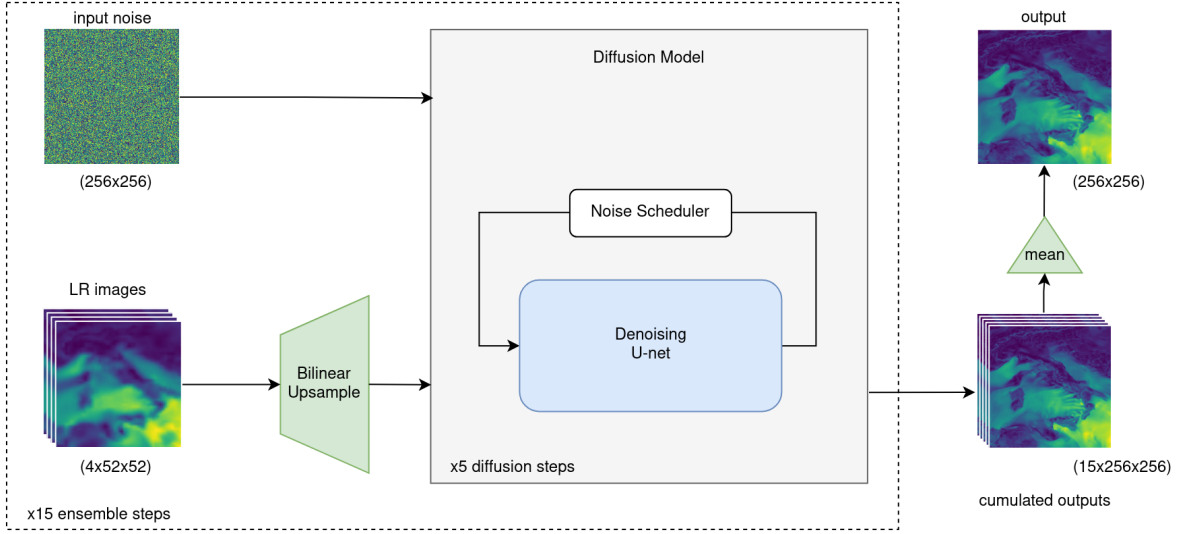 input noise
(256x256)
LR images
(4x52x52)
x15 ensemble steps
Bilinear
Upsample
Diffusion Model
Noise Scheduler
Denoising
U-net
x5 diffusion steps
output
(256x256)
mean
(15x256x256)
cumulated outputs